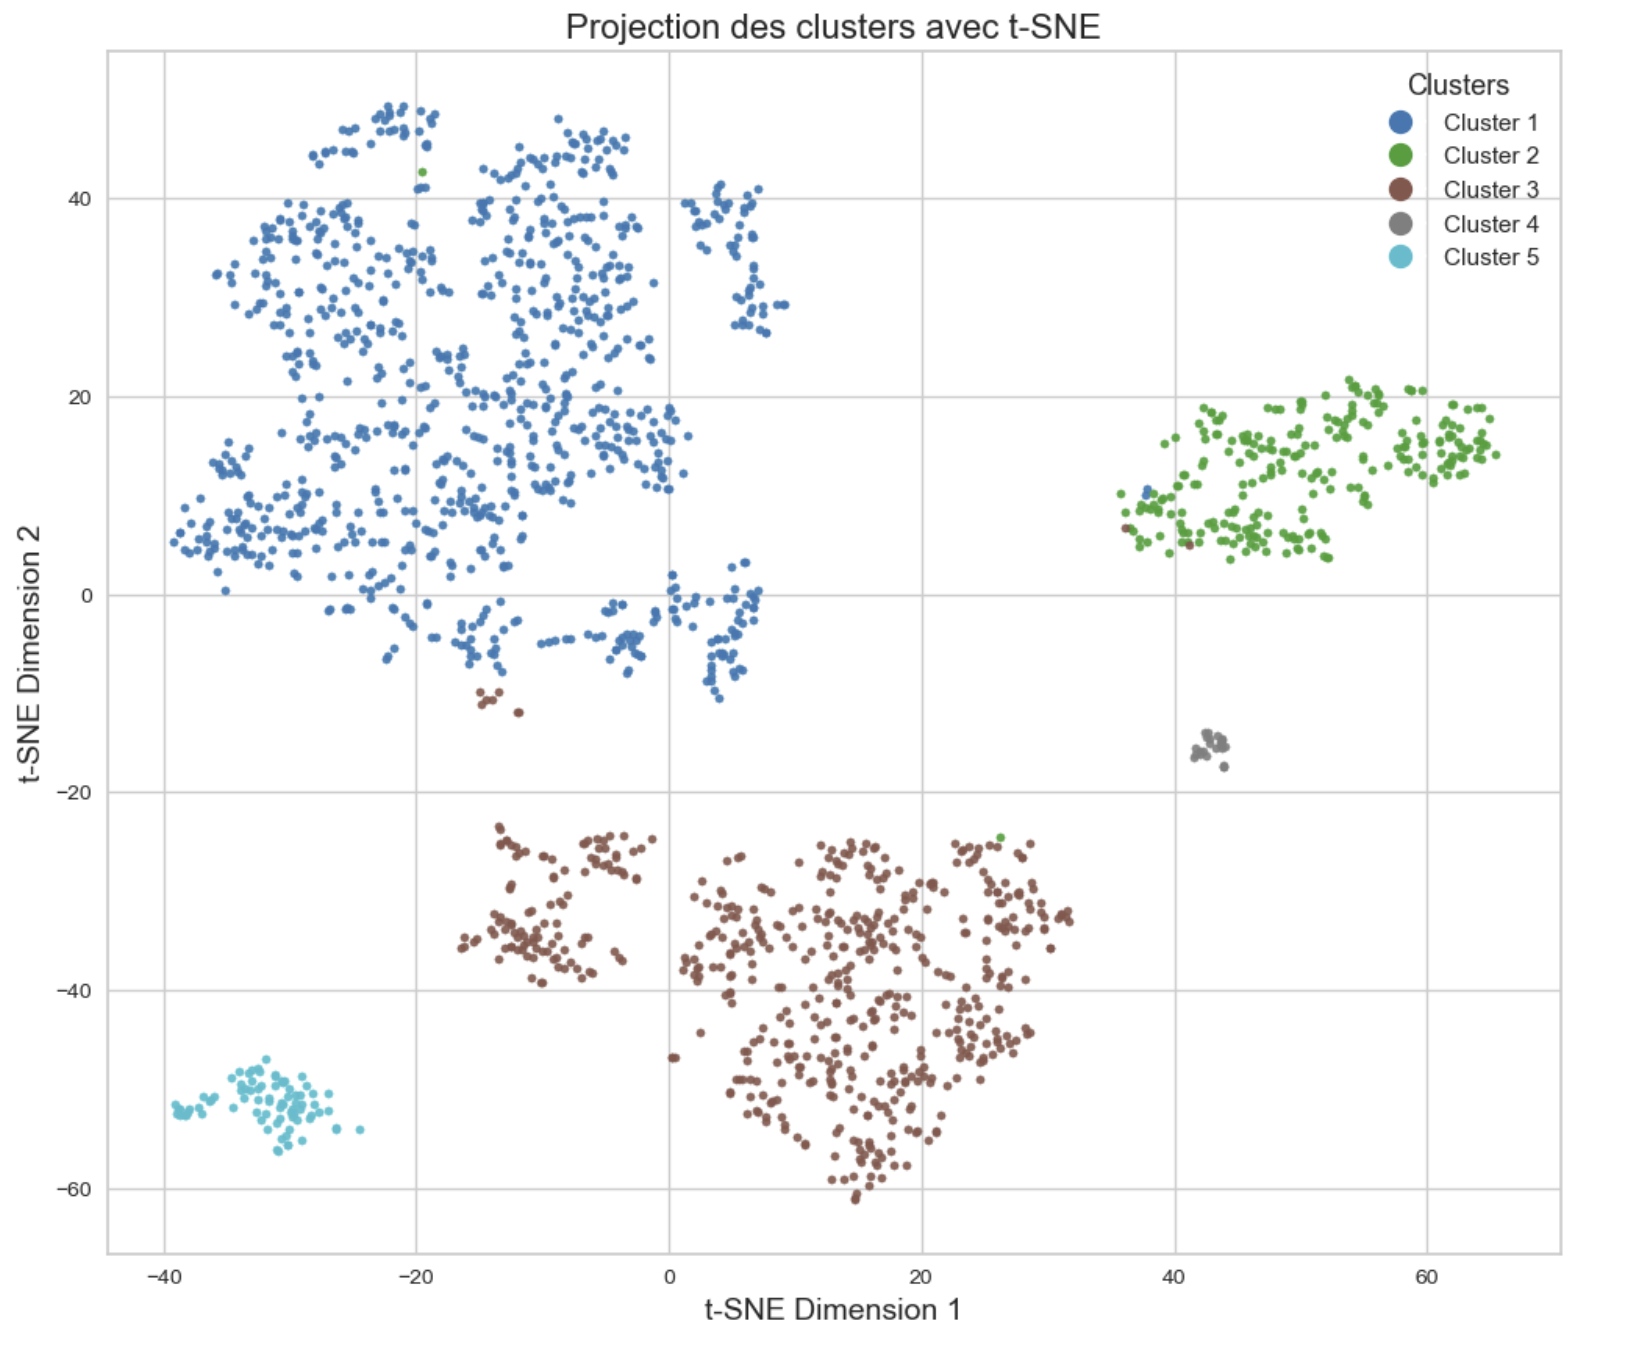 Projection des clusters avec t-SNE
Clusters
Cluster 1
Cluster 2
Cluster 3
Cluster 4
Cluster 5
t-SNE Dimension 2
40
20
0
−20
−40
−60
−40
−20
0
20
40
60
t-SNE Dimension 1